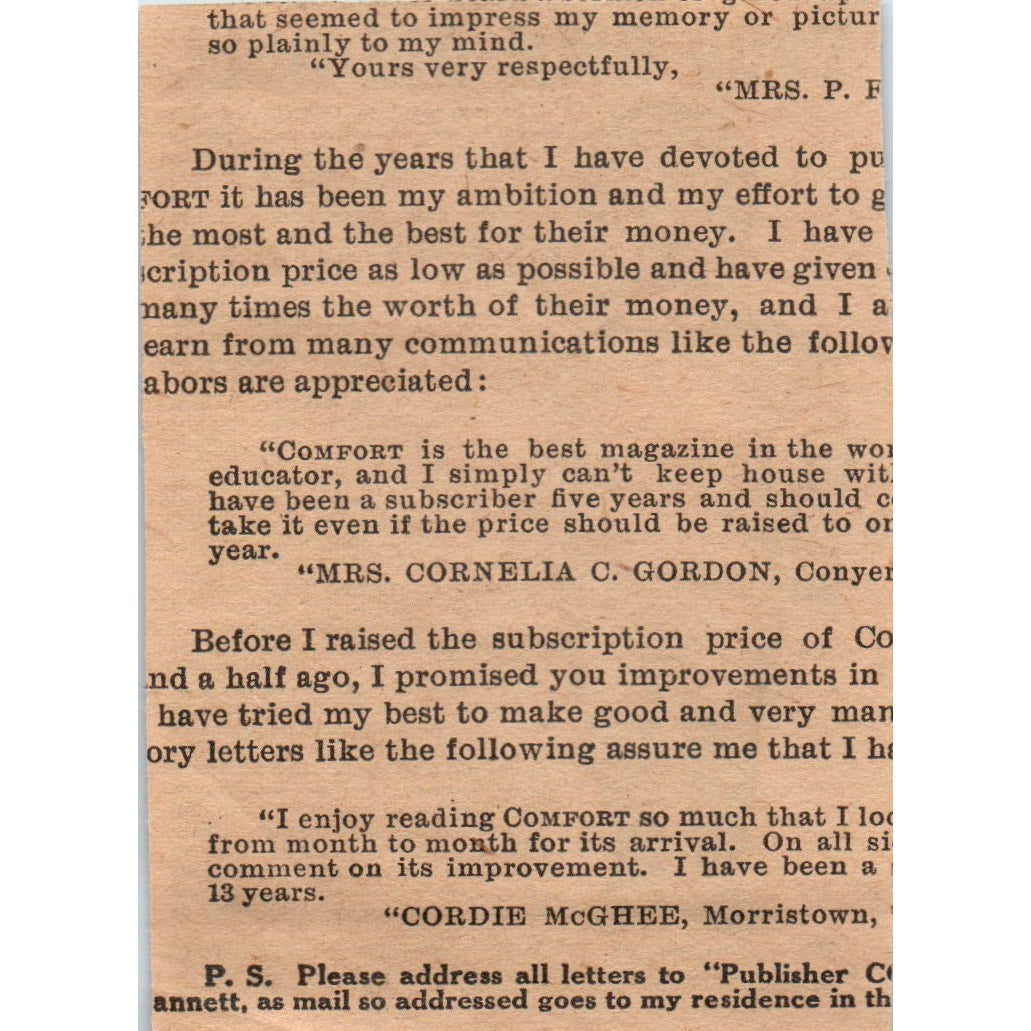 that seemed to impress my memory or pictur
so plainly to my mind.
“Yours very respectfully,
“MRS. P. F
During the years that I have devoted to pu
FORT it has been my ambition and my effort to g
the most and the best for their money. I have
scription price as low as possible and have given
many times the worth of their money, and I a
earn from many communications like the follow
abors are appreciated:
“COMFORT is the best magazine in the wor
educator, and I simply can’t keep house wit
have been a subscriber five years and should c
take it even if the price should be raised to on
year.
“MRS. CORNELIA C. GORDON, Conyer
Before I raised the subscription price of Co
nd a half ago, I promised you improvements in
have tried my best to make good and very man
ory letters like the following assure me that I ha
“I enjoy reading COMFORT so much that I loo
from month to month for its arrival. On all si
comment on its improvement. I have been a
13 years.
“CORDIE McGHEE, Morristown,
P. S. Please address all letters to “Publisher CO
annett, as mail so addressed goes to my residence in th